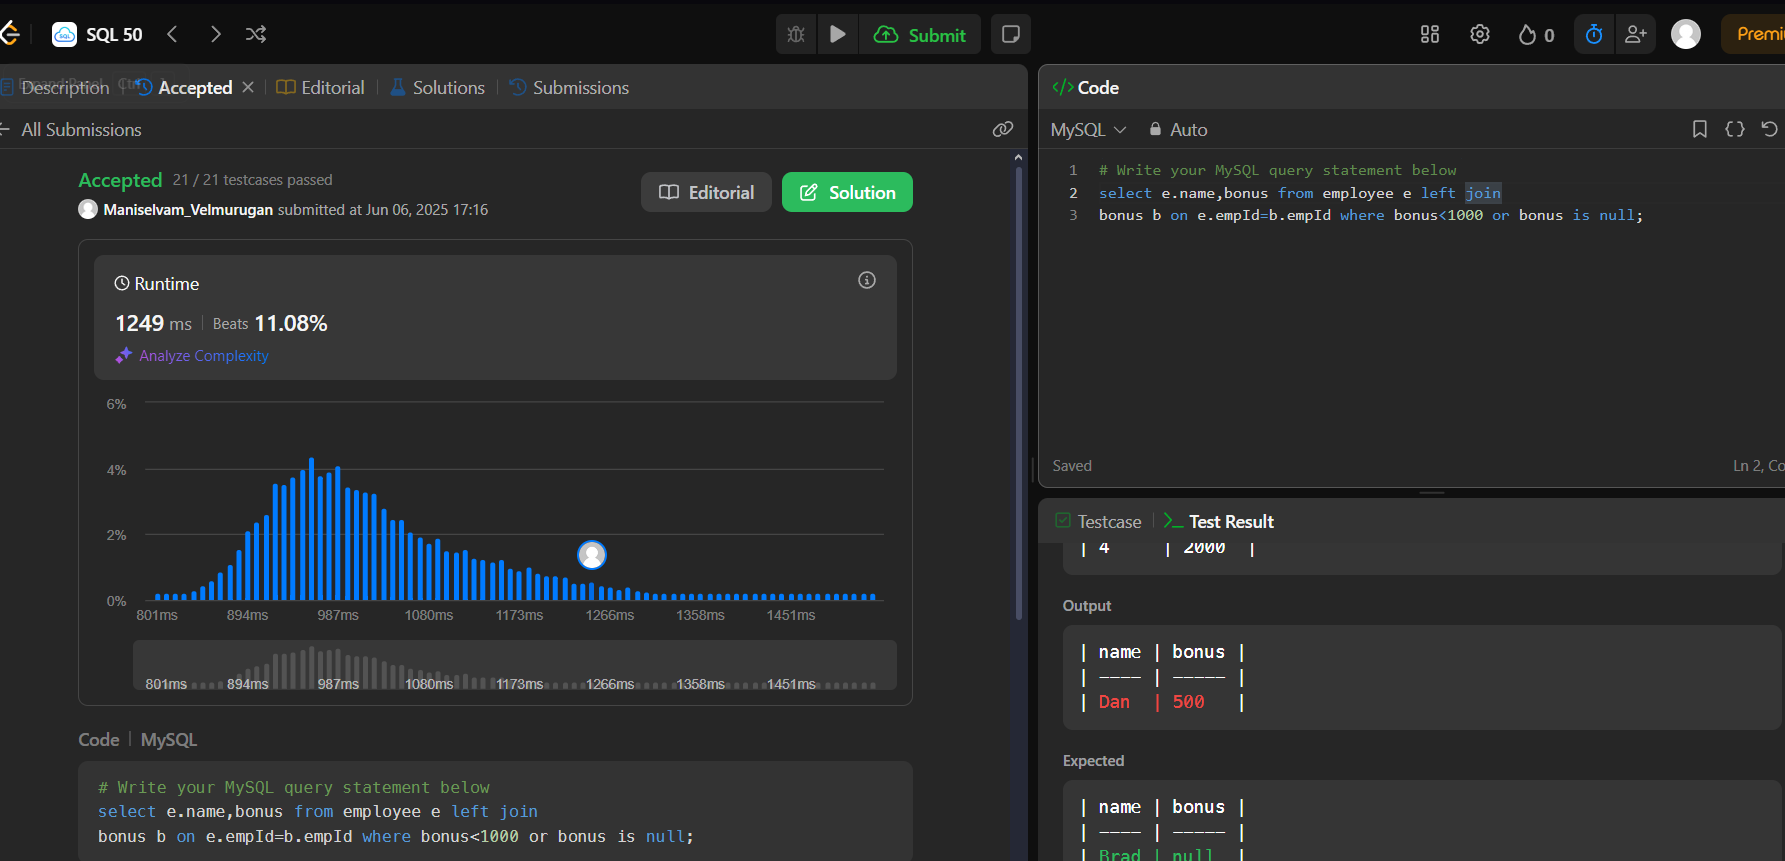 SQL 50
Submit
0
Premi
Description
Accepted
Editorial
Solutions
Submissions
All Submissions
Accepted 21 / 21 testcases passed
Maniselvam_Velmurugan submitted at Jun 06, 2025 17:16
Editorial
Solution
Runtime
1249 ms | Beats 11.08%
Analyze Complexity
6%
4%
2%
0%
801ms 894ms 987ms 1080ms 1173ms 1266ms 1358ms 1451ms
801ms 894ms 987ms 1080ms 1173ms 1266ms 1358ms 1451ms
Code | MySQL
# Write your MySQL query statement below
select e.name,bonus from employee e left join
bonus b on e.empId=b.empId where bonus<1000 or bonus is null;
</> Code
MySQL
Auto
1 # Write your MySQL query statement below
2 select e.name,bonus from employee e left join
3 bonus b on e.empId=b.empId where bonus<1000 or bonus is null;
Saved
Ln 2, Co
Testcase
Test Result
| 4 | 2000 |
Output
| name | bonus |
| ---- | ----- |
| Dan | 500 |
Expected
| name | bonus |
| ---- | ----- |
| Brad | null |